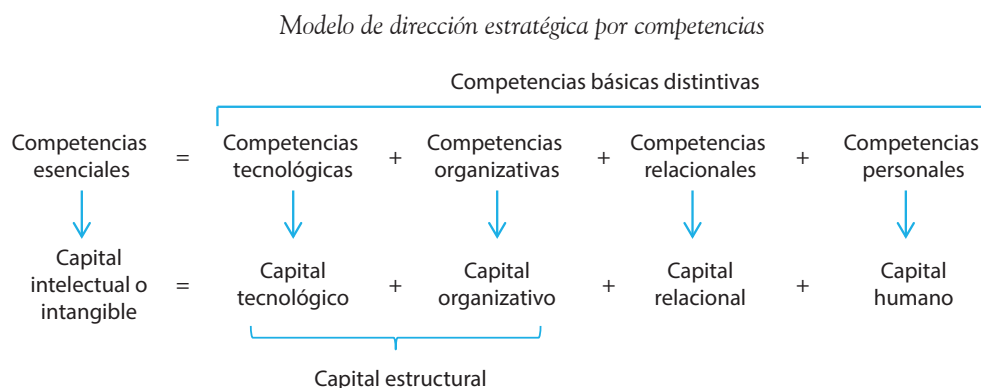 Modelo de dirección estratégica por competencias
Competencias básicas distintivas
Competencias esenciales = Competencias tecnológicas + Competencias organizativas + Competencias relacionales + Competencias personales
Capital intelectual o intangible = Capital tecnológico + Capital organizativo + Capital relacional + Capital humano
Capital estructural